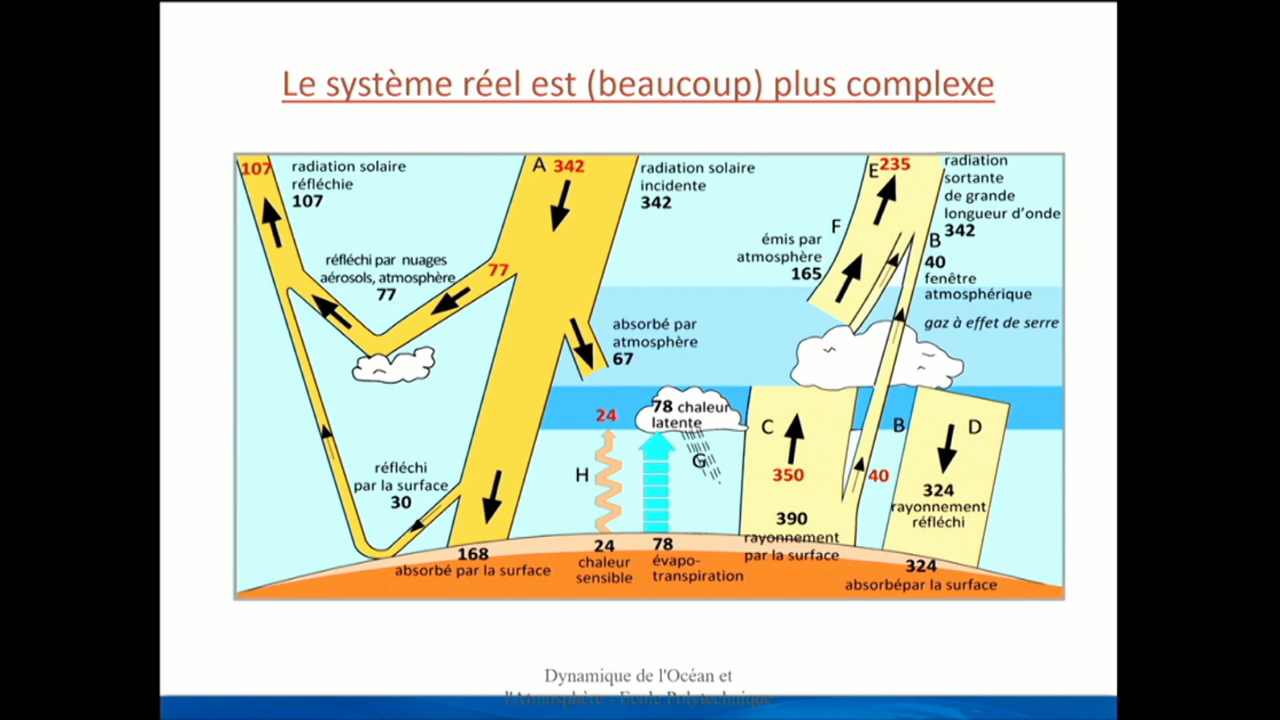 Le système réel est (beaucoup) plus complexe
107
radiation solaire
réfléchie
107
A 342
radiation solaire
incidente
342
E 235
radiation
sortante
de grande
longueur d'onde
342
F
émis par
atmosphère
165
B
40
fenêtre
atmosphérique
gaz à effet de serre
réfléchi par nuages
aérosols, atmosphère
77
77
absorbé par
atmosphère
67
24
78 chaleur
latente
H
G
C
350
B
40
D
324
rayonnement
réfléchi
réfléchi
par la surface
30
390
rayonnement
par la surface
168
absorbé par la surface
24
chaleur
sensible
78
évapo-
transpiration
324
absorbépar la surface
Dynamique de l'Océan et
l'Atmosphère - Ecole Polytechnique